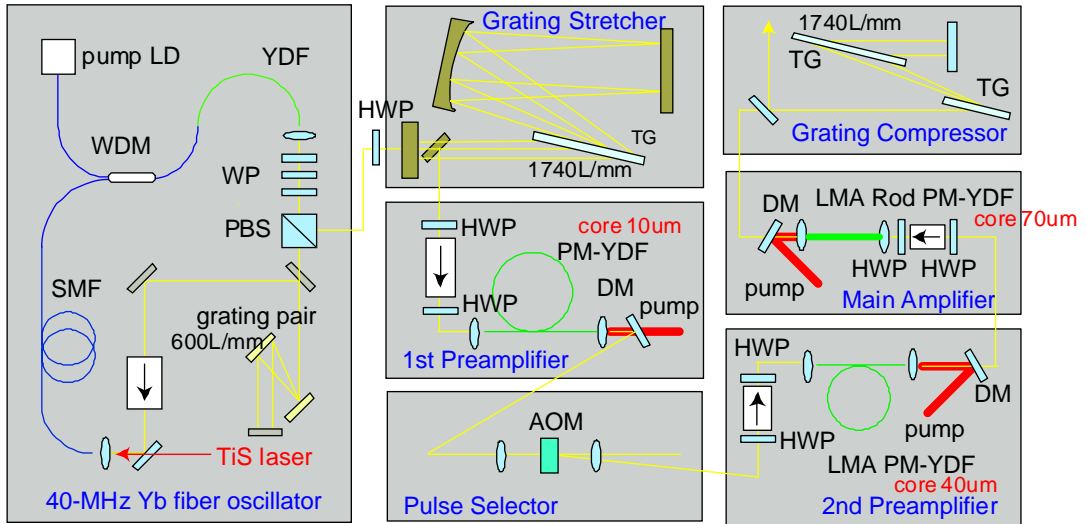 pump LD
YDF
WDM
WP
PBS
SMF
grating pair
600L/mm
TiS laser
40-MHz Yb fiber oscillator
Grating Stretcher
HWP
TG
1740L/mm
HWP
core 10um
PM-YDF
HWP
DM
pump
1st Preamplifier
AOM
Pulse Selector
1740L/mm
TG
TG
Grating Compressor
LMA Rod PM-YDF
DM
core 70um
HWP
HWP
pump
Main Amplifier
HWP
DM
HWP
pump
LMA PM-YDF
core 40um
2nd Preamplifier